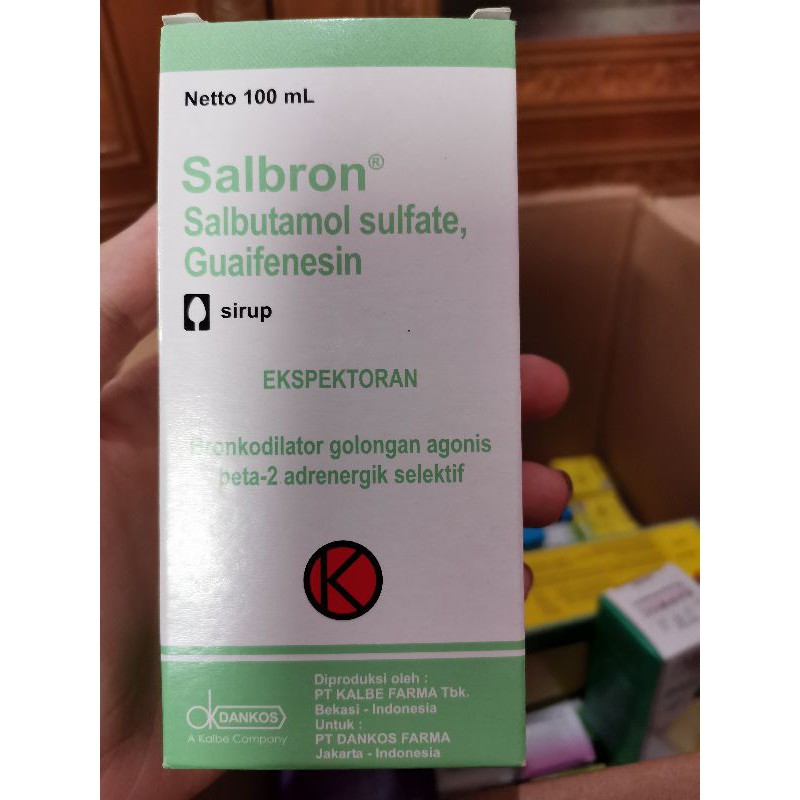 Netto 100 mL
Salbron®
Salbutamol sulfate,
Guaifenesin
sirup
EKSPEKTORAN
Bronkodilator golongan agonis
beta-2 adrenergik selektif
K
Diproduksi oleh :
PT KALBE FARMA Tbk.
Bekasi - Indonesia
Untuk :
PT DANKOS FARMA
Jakarta - Indonesia
dk DANKOS
A Kalbe Company